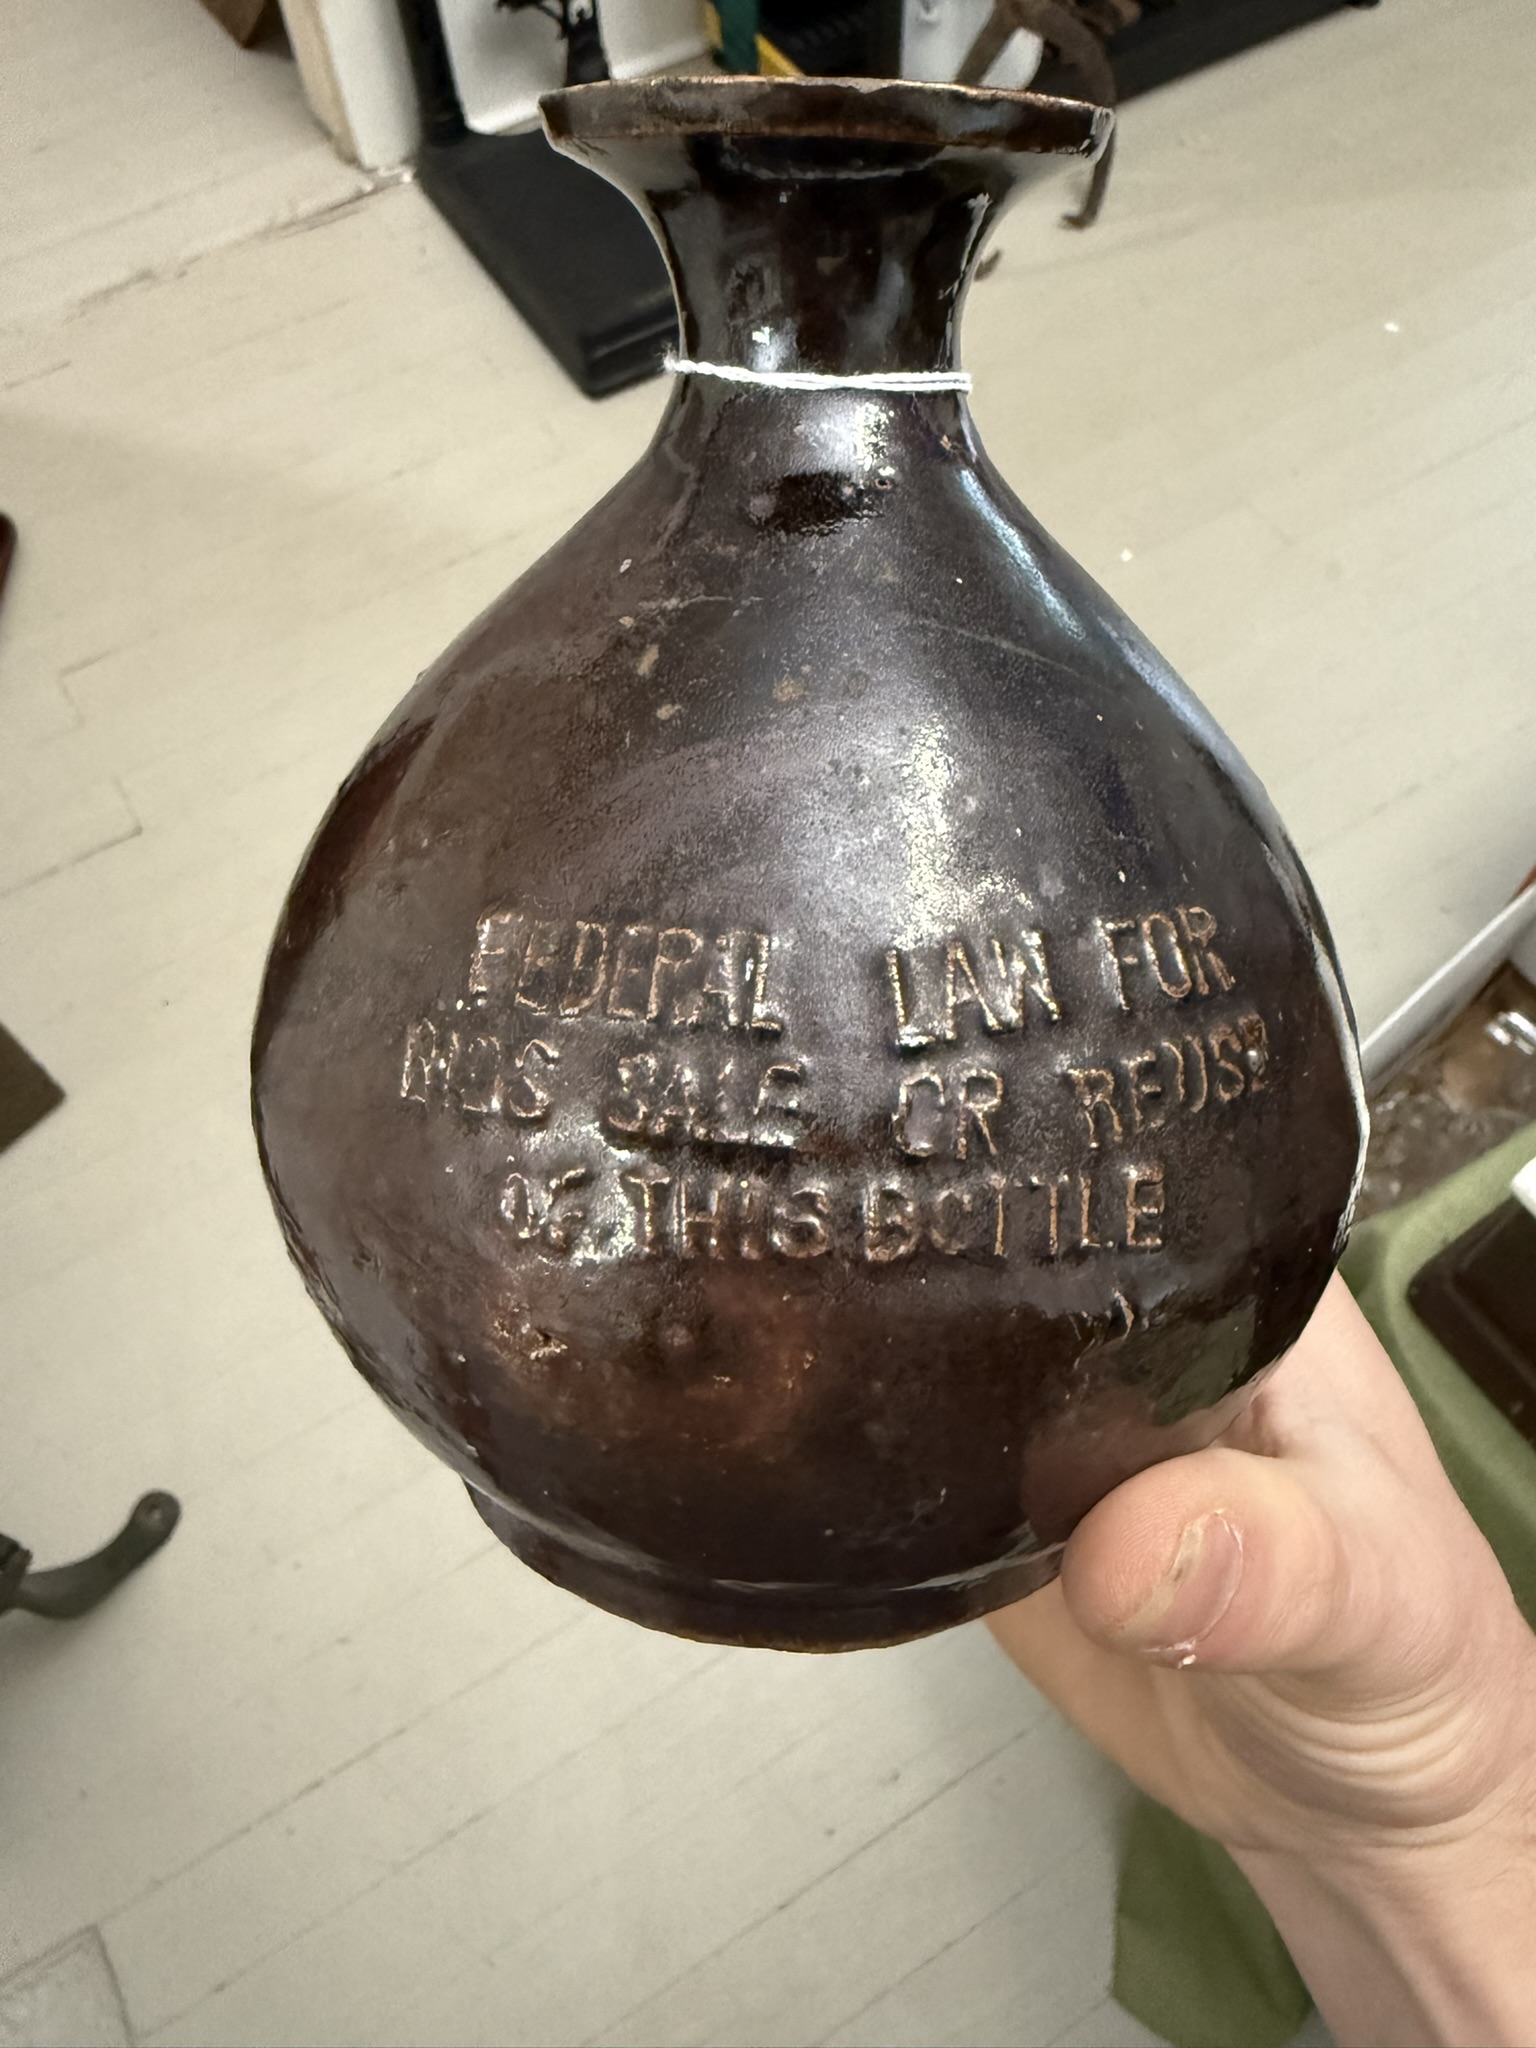 FEDERAL LAW FOR
BIDS SALE OR REUSE
OF THIS BOTTLE